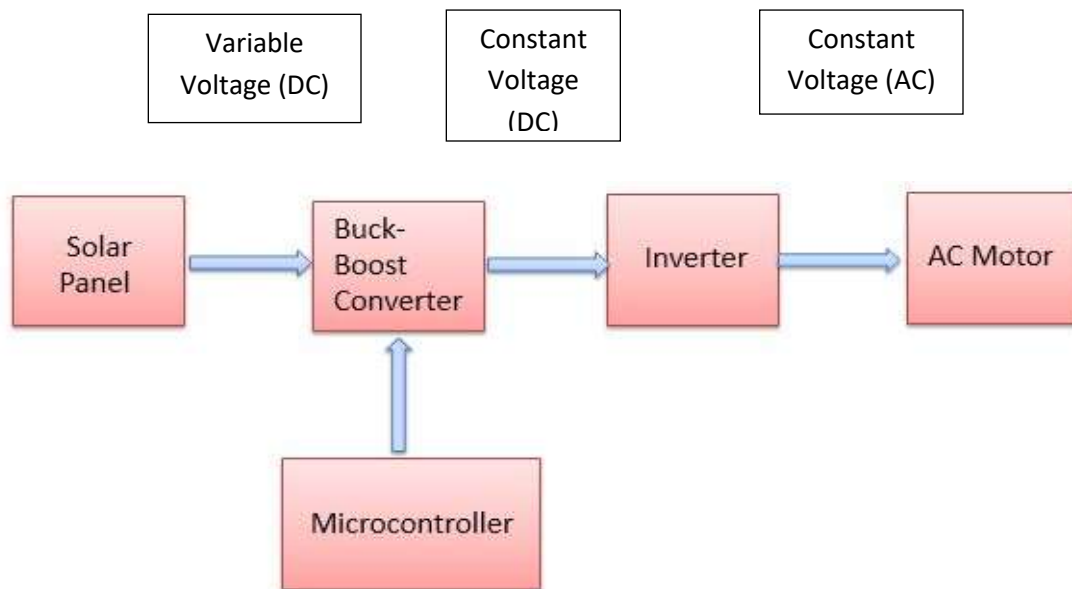 Variable
Voltage (DC)
Constant
Voltage
(DC)
Constant
Voltage (AC)
Solar
Panel
Buck-
Boost
Converter
Inverter
AC Motor
Microcontroller